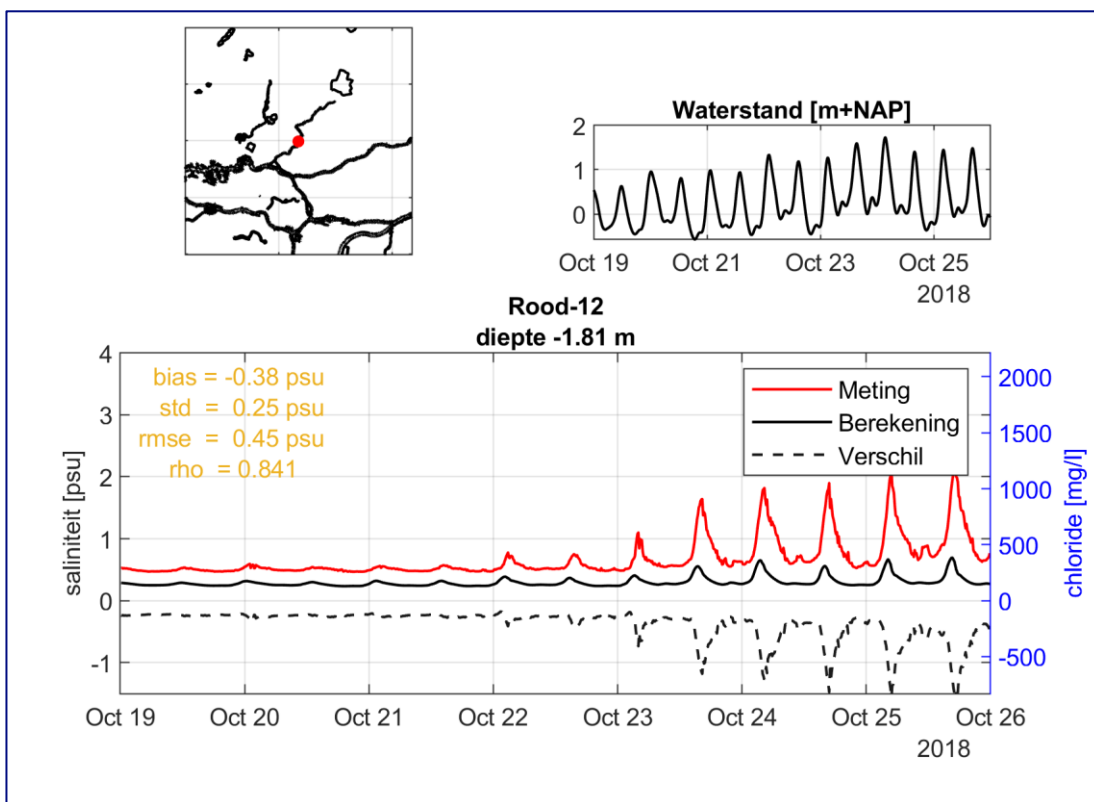 Waterstand [m+NAP]
2
1
0
Oct 19 Oct 21 Oct 23 Oct 25
2018
Rood-12
diepte -1.81 m
bias = -0.38 psu
std = 0.25 psu
rmse = 0.45 psu
rho = 0.841
Meting
Berekening
Verschil
saliniteit [psu]
4
3
2
1
0
-1
chloride [mg/l]
2000
1500
1000
500
0
-500
Oct 19 Oct 20 Oct 21 Oct 22 Oct 23 Oct 24 Oct 25 Oct 26
2018